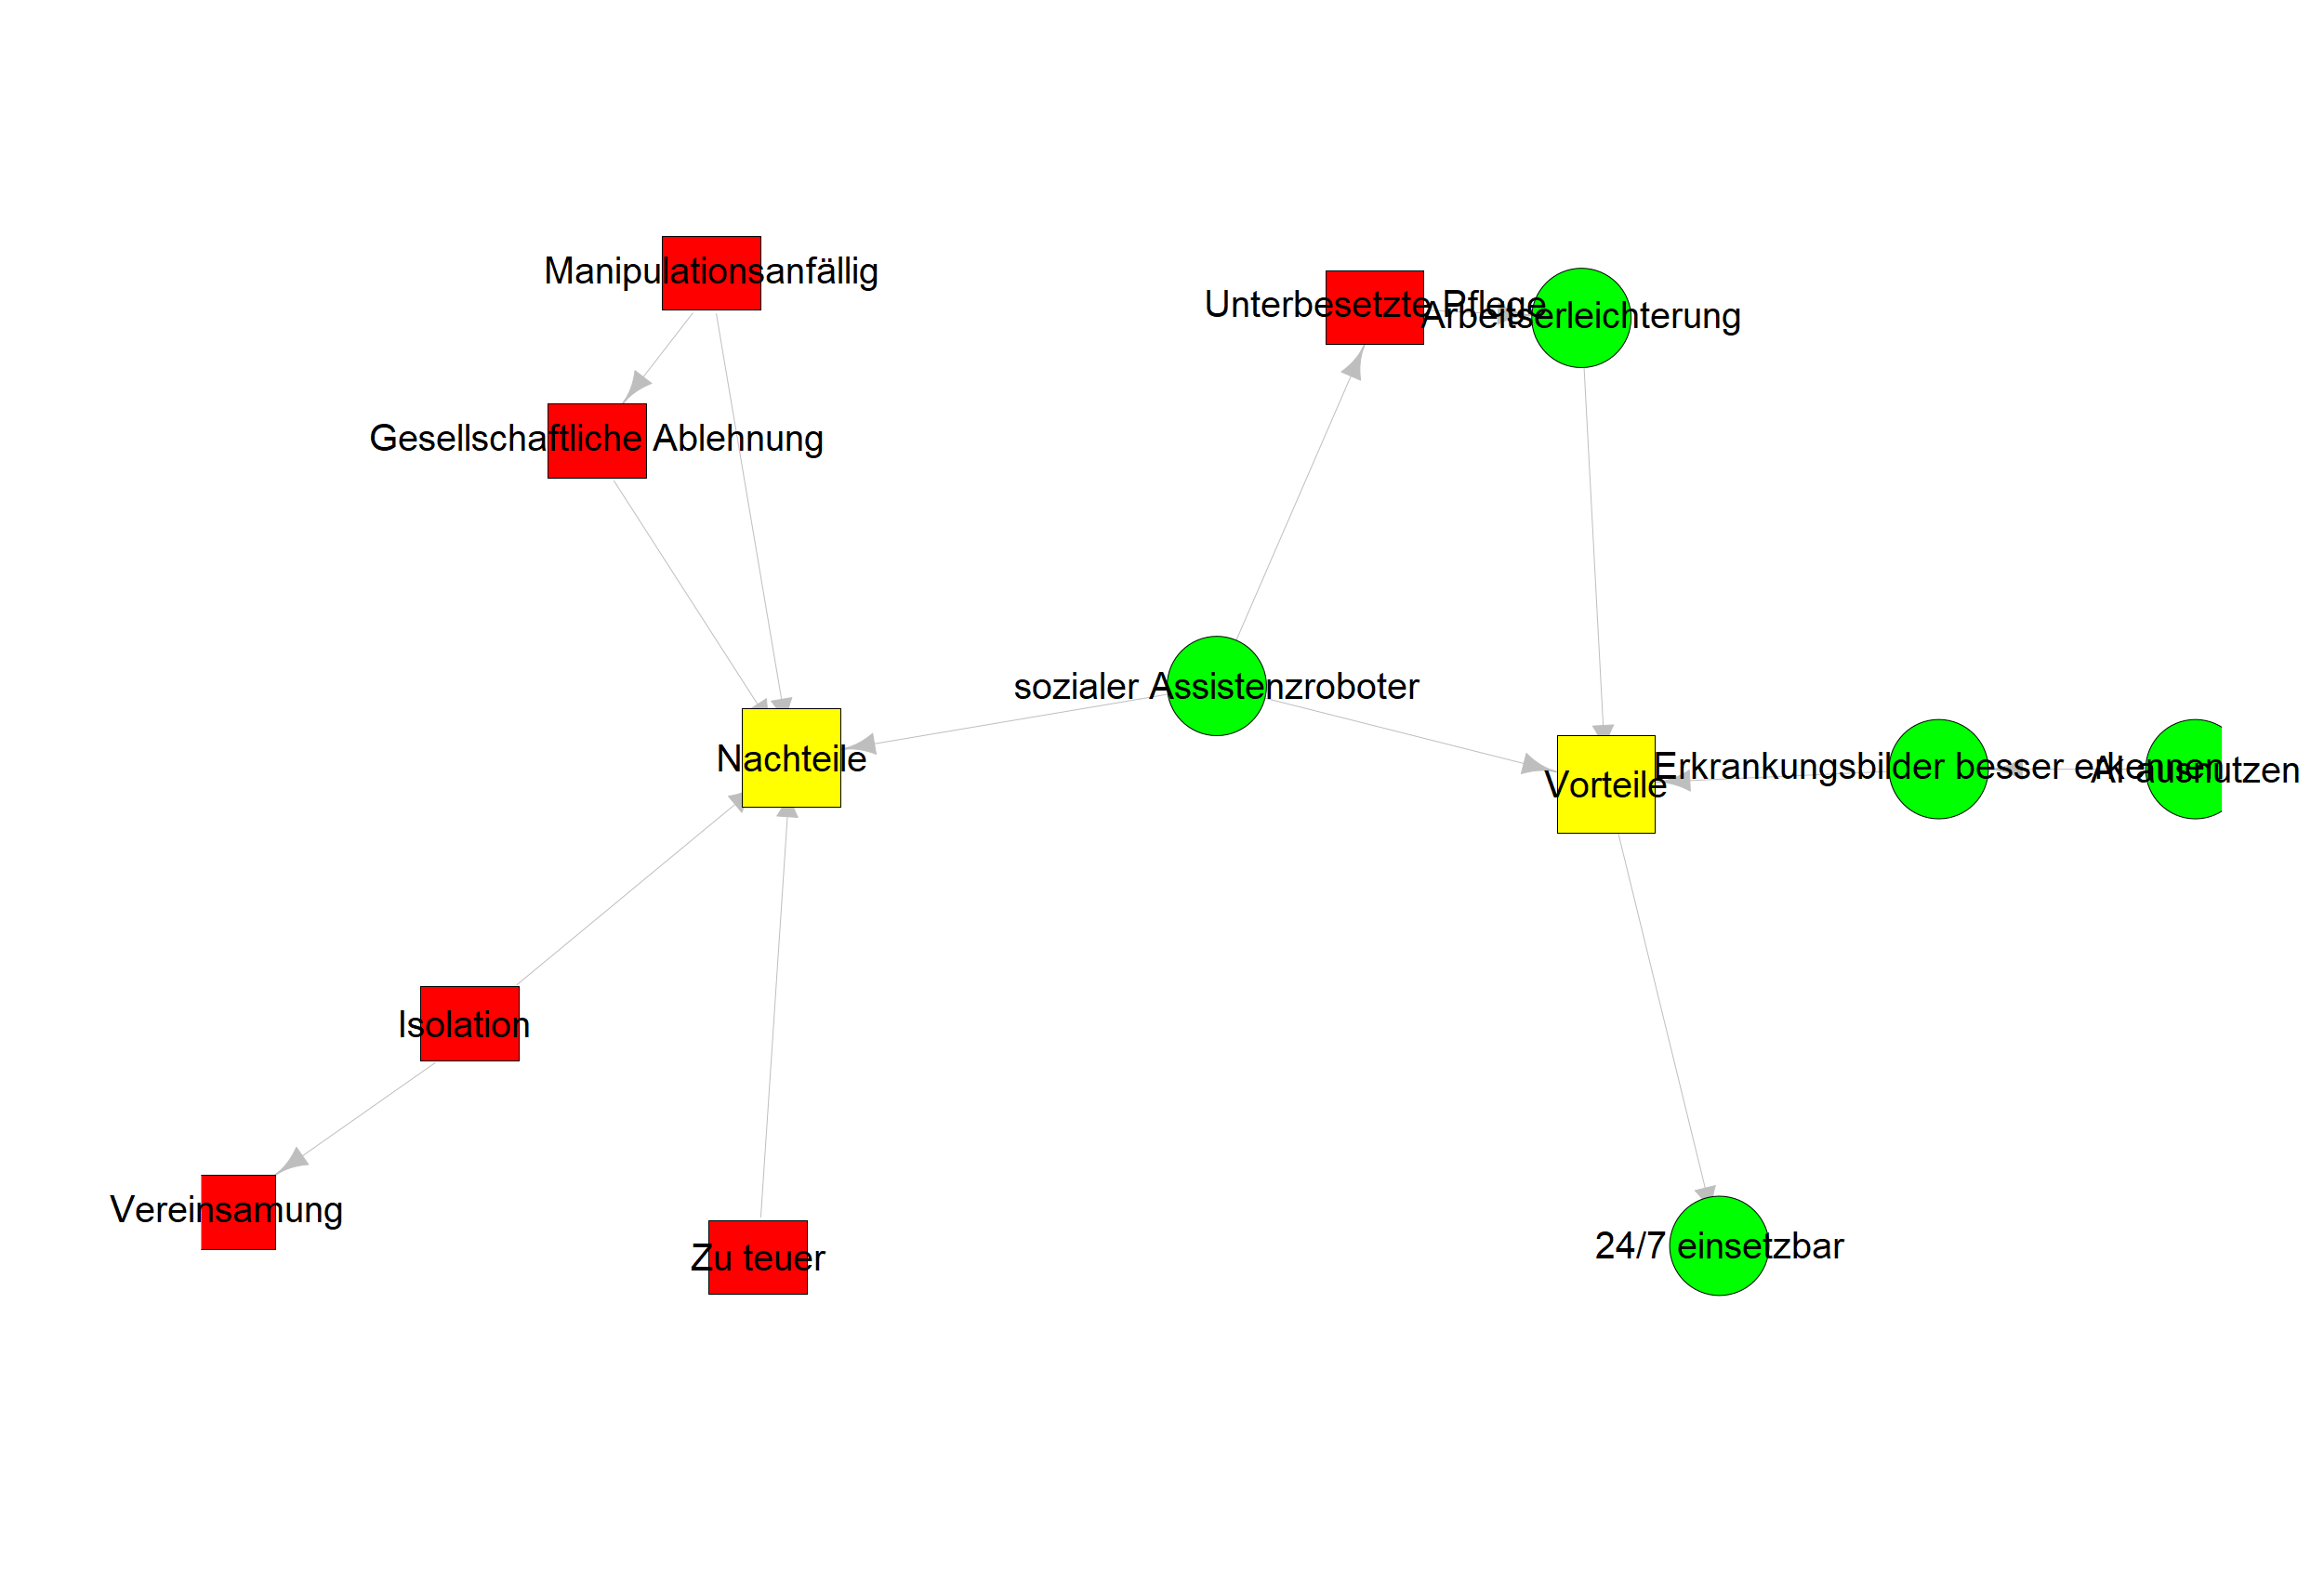 Manipulationsanfällig
Unterbesetzte Pflege
Arbeitserleichterung
Gesellschaftliche Ablehnung
sozialer Assistenzroboter
Nachteile
Vorteile
Erkrankungsbilder besser erkennen
AI ausnutzen
Isolation
Vereinsamung
Zu teuer
24/7 einsetzbar